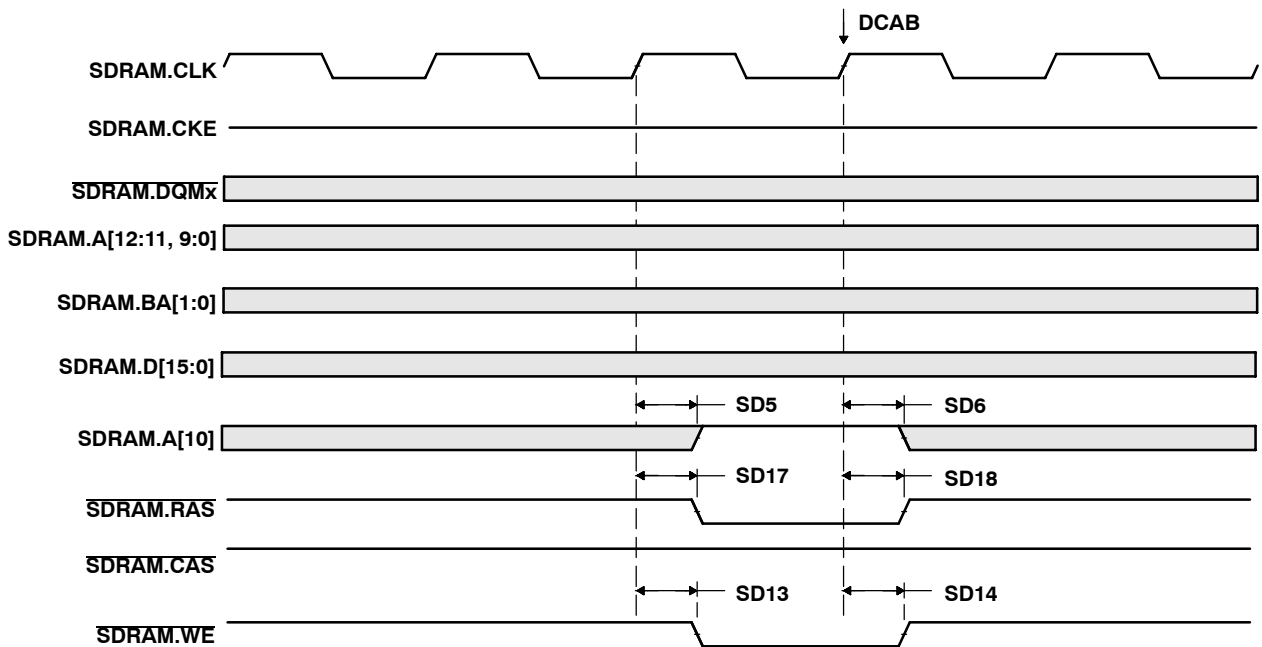 DCAB
SDRAM.CLK
SDRAM.CKE
SDRAM.DQMx
SDRAM.A[12:11, 9:0]
SDRAM.BA[1:0]
SDRAM.D[15:0]
SD5 SD6
SDRAM.A[10]
SD17 SD18
SDRAM.RAS
SDRAM.CAS
SD13 SD14
SDRAM.WE